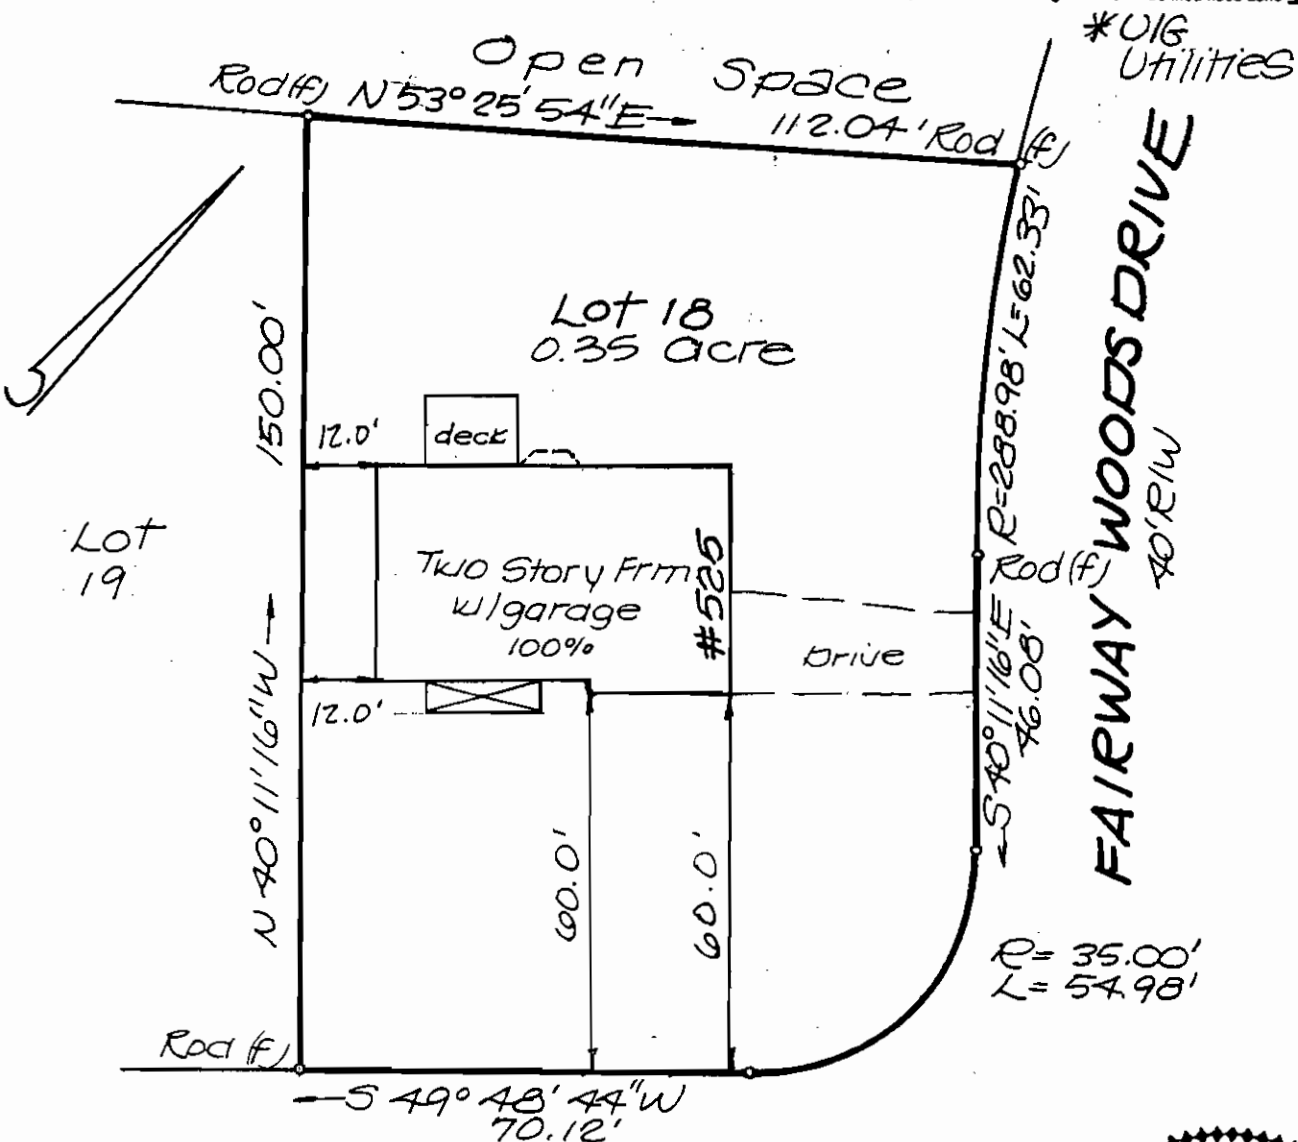 *U/G
Utilities
Open Space
Rod(f) N 53° 25' 54" E → 112.04' Rod (f)
Lot 18
0.35 acre
R=288.98' L=62.33'
FAIRWAY WOODS DRIVE
40' R/W
150.00'
12.0'
deck
Lot
19
Two Story Frm
w/garage
100%
#525
Rod(f)
Drive
← S 40° 11' 16" E
46.08'
12.0'
N 40° 11' 16" W →
60.0'
60.0'
R= 35.00'
L= 54.98'
Rod (f)
← S 49° 48' 44" W
70.12'